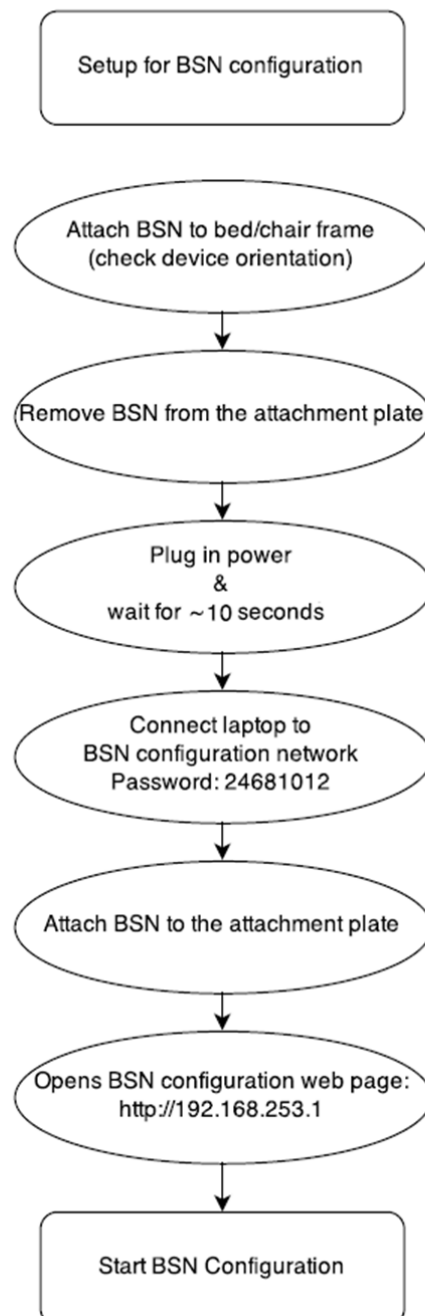 Setup for BSN configuration
Attach BSN to bed/chair frame
(check device orientation)
Remove BSN from the attachment plate
Plug in power
&
wait for ~10 seconds
Connect laptop to
BSN configuration network
Password: 24681012
Attach BSN to the attachment plate
Opens BSN configuration web page:
http://192.168.253.1
Start BSN Configuration